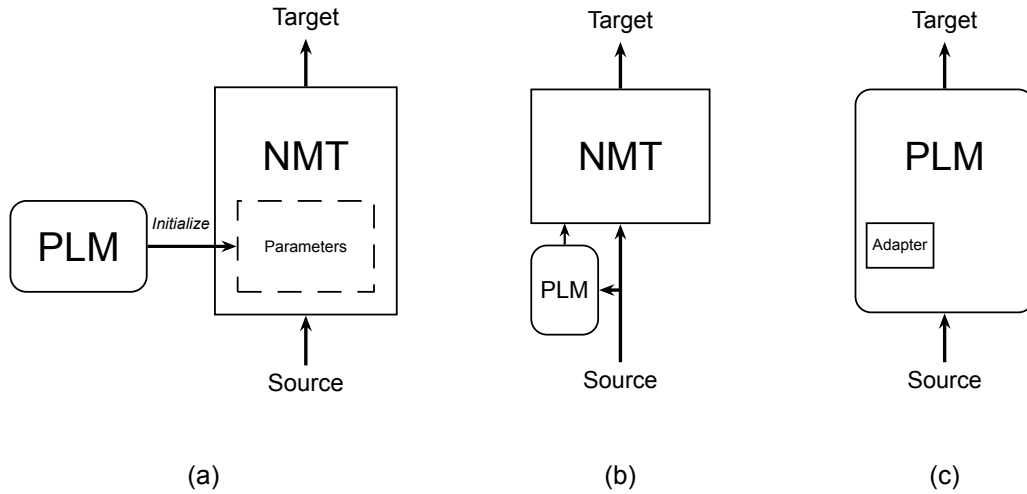 Target
NMT
PLM
Initialize
Parameters
Source
(a)
Target
NMT
PLM
Source
(b)
Target
PLM
Adapter
Source
(c)